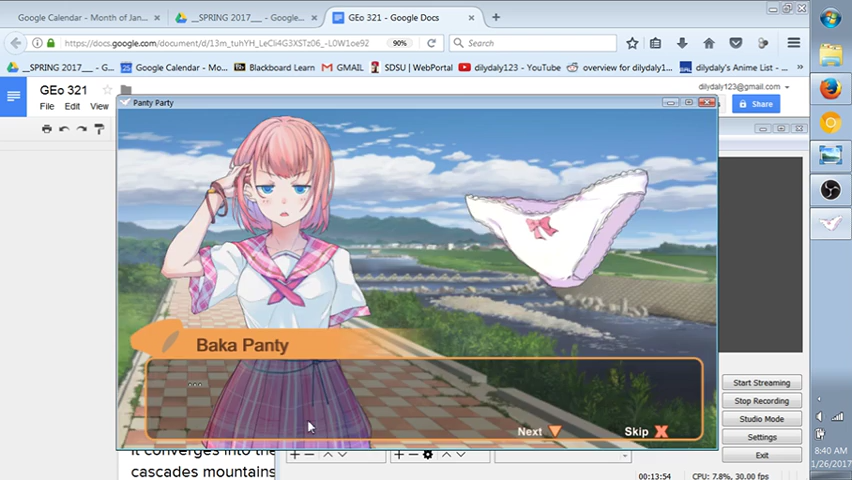 Google Calendar - Month of Jan
__SPRING 2017__ - Google...
GEo 321 - Google Docs
https://docs.google.com/document/d/13m_tuhYH_LeCli4G3XSTz06_-L0W1oe92
90%
Search
__SPRING 2017__ - G...
Google Calendar - Mo...
Blackboard Learn
GMAIL
SDSU | WebPortal
dilydaly123 - YouTube
overview for dilydaly1...
dilydaly's Anime List...
GEo 321
dilydaly123@gmail.com
File Edit View
Share
Panty Party
Baka Panty
...
Next
Skip X
Start Streaming
Stop Recording
Studio Mode
Settings
Exit
It converges into the
cascades mountains
00:13:54
CPU: 7.8%, 30.00 fps
8:40 AM
1/26/2017